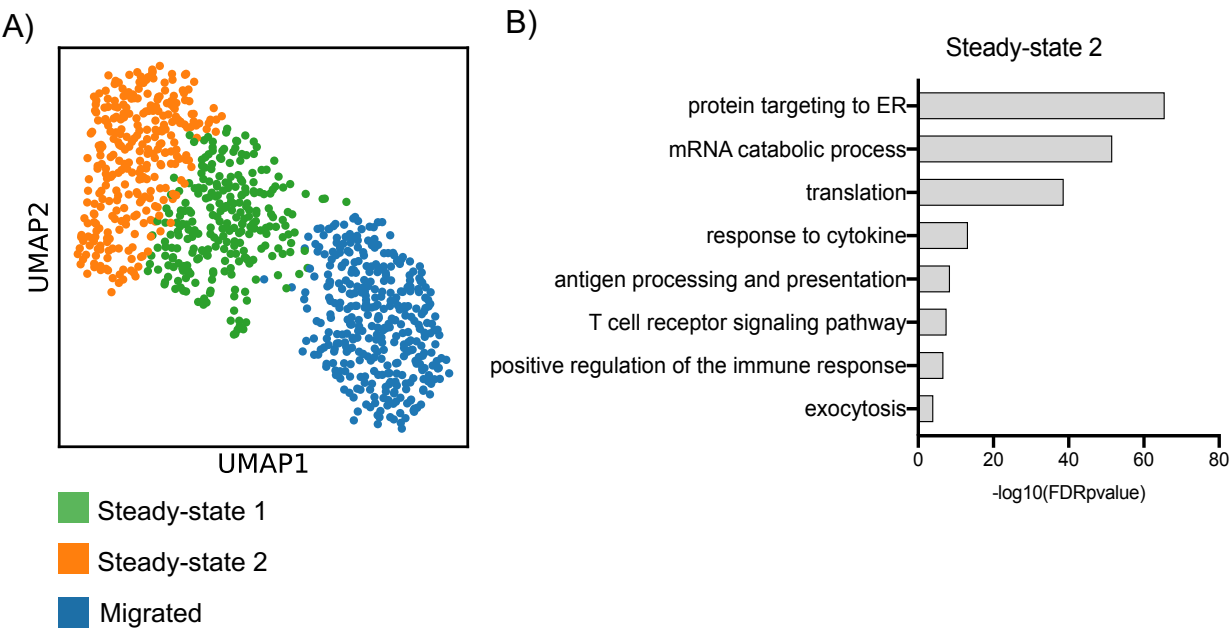 A)
UMAP2
UMAP1
Steady-state 1
Steady-state 2
Migrated
B)
Steady-state 2
protein targeting to ER
mRNA catabolic process
translation
response to cytokine
antigen processing and presentation
T cell receptor signaling pathway
positive regulation of the immune response
exocytosis
0 20 40 60 80
-log10(FDRpvalue)